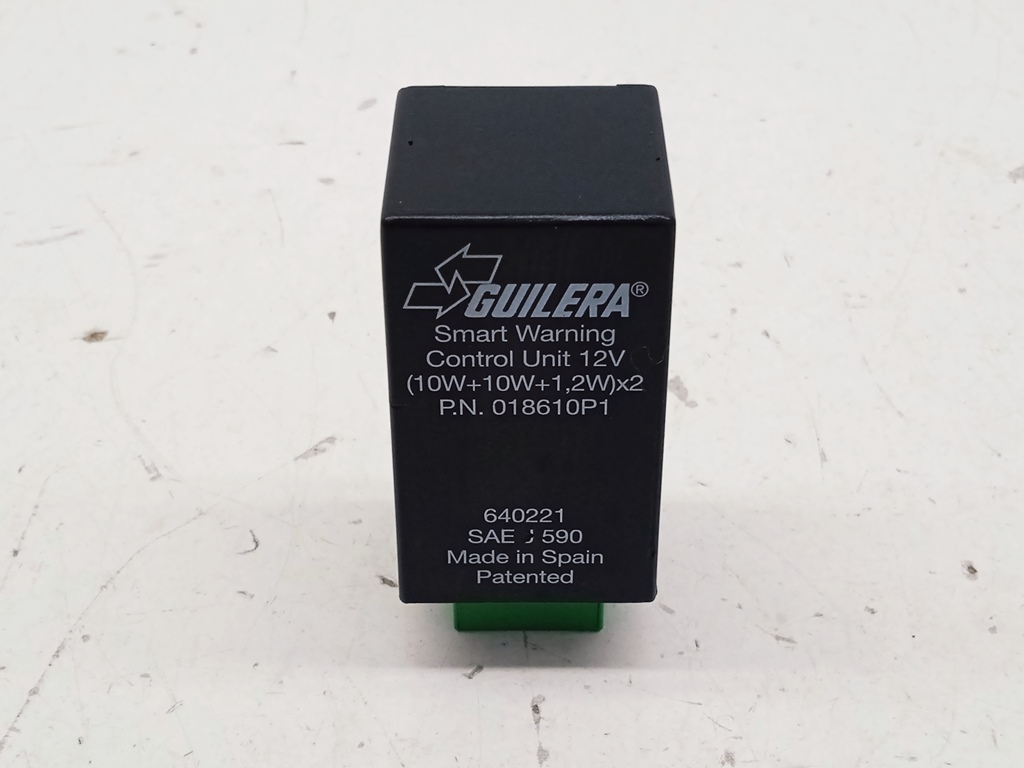 GUILERA®
Smart Warning
Control Unit 12V
(10W+10W+1,2W)x2
P.N. 018610P1
640221
SAE 590
Made in Spain
Patented